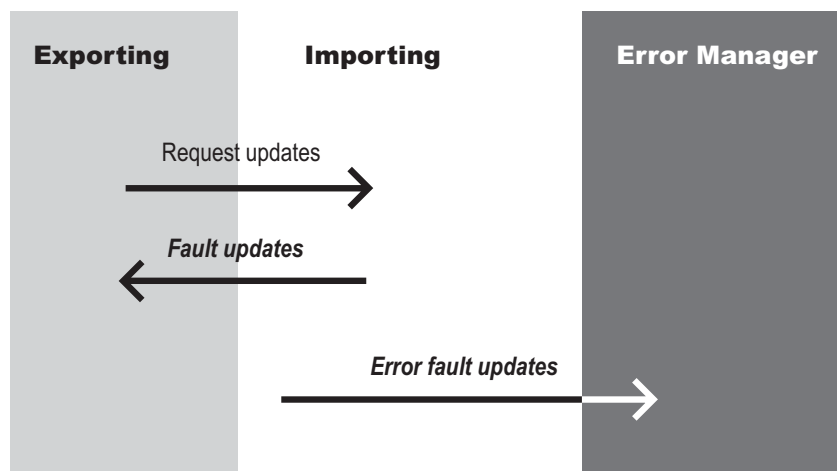 Exporting
Importing
Error Manager
Request updates
Fault updates
Error fault updates